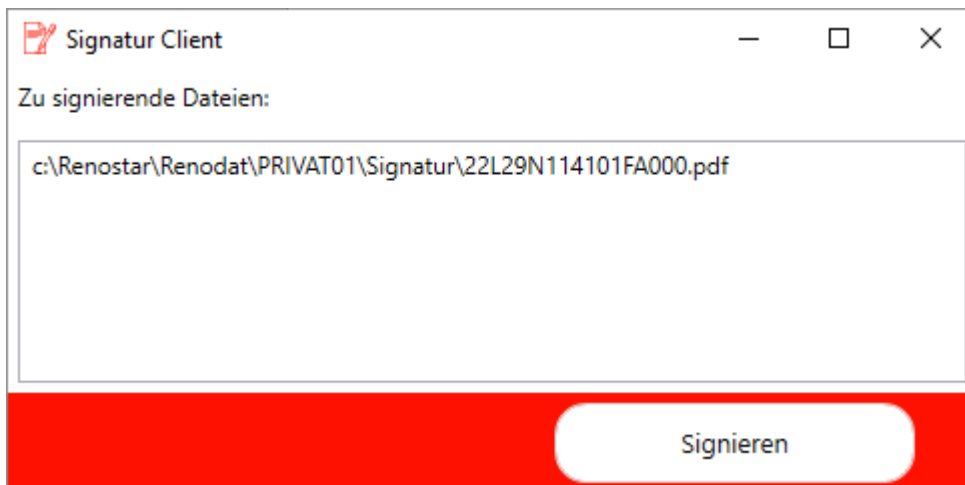 Signatur Client
Zu signierende Dateien:
c:\Renostar\Renodat\PRIVAT01\Signatur\22L29N114101FA000.pdf
Signieren